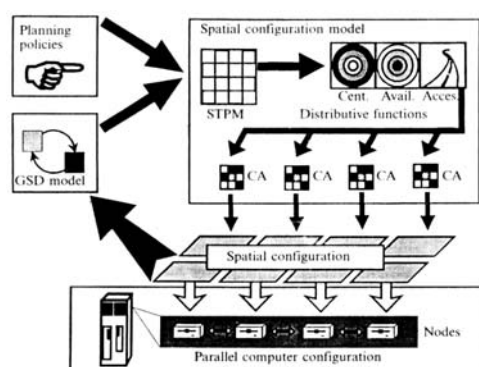 Planning
policies
Spatial configuration model
STPM
Cent. Avail. Acces.
Distributive functions
GSD model
CA CA CA CA
Spatial configuration
Nodes
Parallel computer configuration